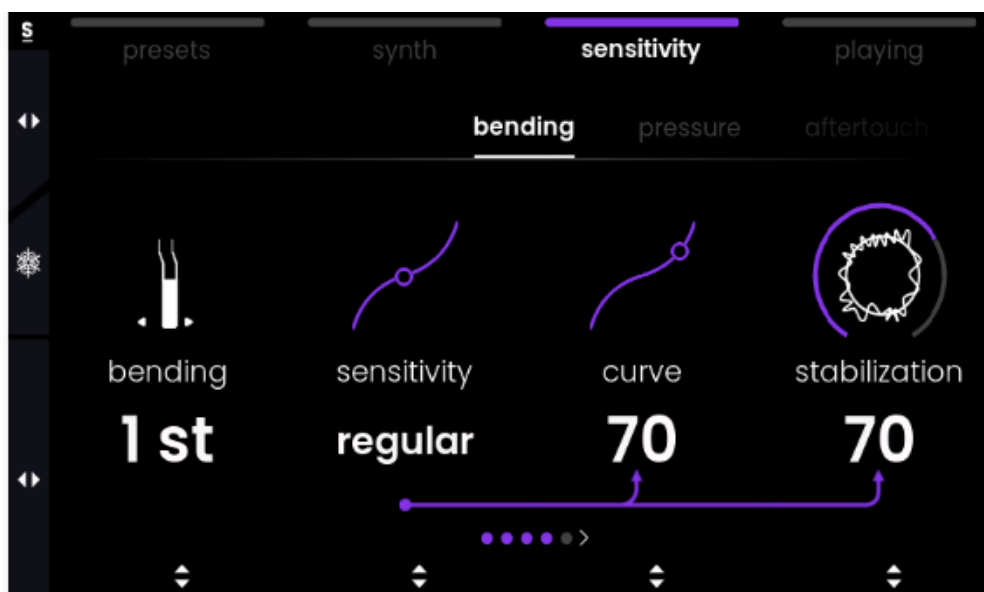 S
presets synth sensitivity playing
bending pressure aftertouch
bending sensitivity curve stabilization
1 st regular 70 70